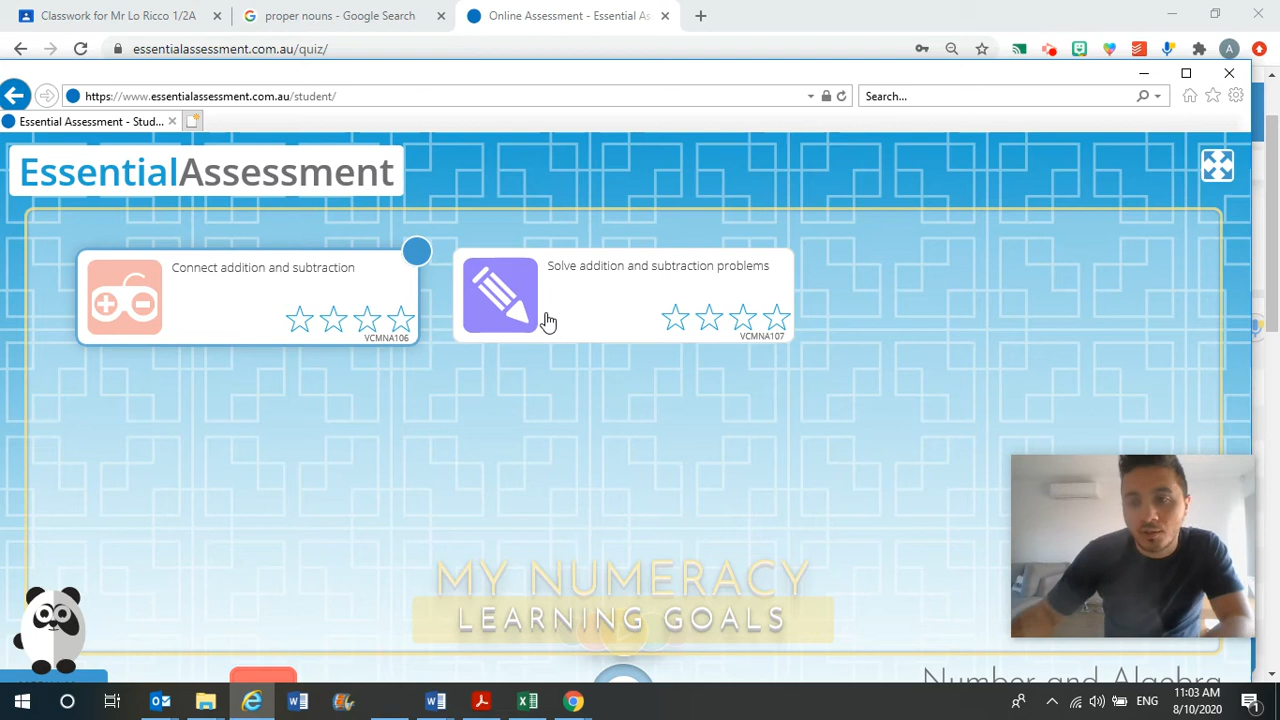 Classwork for Mr Lo Ricco 1/2A
proper nouns - Google Search
Online Assessment - Essential As
essentialassessment.com.au/quiz/
A
https://www.essentialassessment.com.au/student/
Search...
Essential Assessment - Stud...
EssentialAssessment
Connect addition and subtraction
VCMNA106
Solve addition and subtraction problems
VCMNA107
MY NUMERACY
LEARNING GOALS
Number and Algebra
ENG
11:03 AM
8/10/2020
1